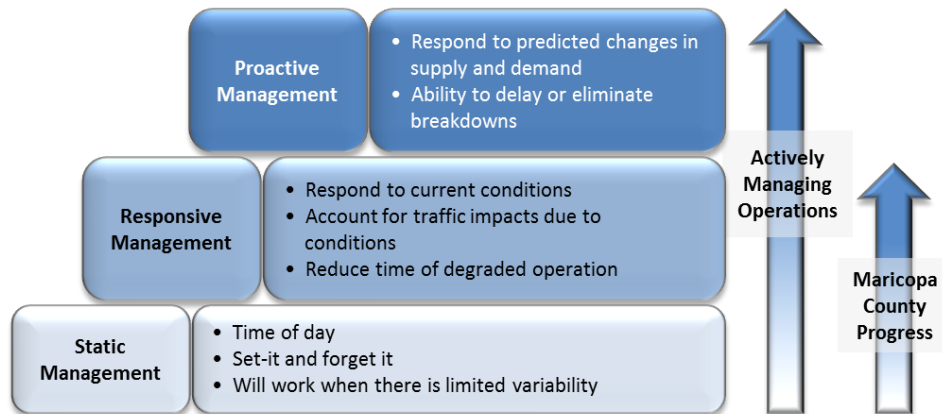 Proactive
Management
• Respond to predicted changes in
supply and demand
• Ability to delay or eliminate
breakdowns
Responsive
Management
• Respond to current conditions
• Account for traffic impacts due to
conditions
• Reduce time of degraded operation
Static
Management
• Time of day
• Set-it and forget it
• Will work when there is limited variability
Actively
Managing
Operations
Maricopa
County
Progress